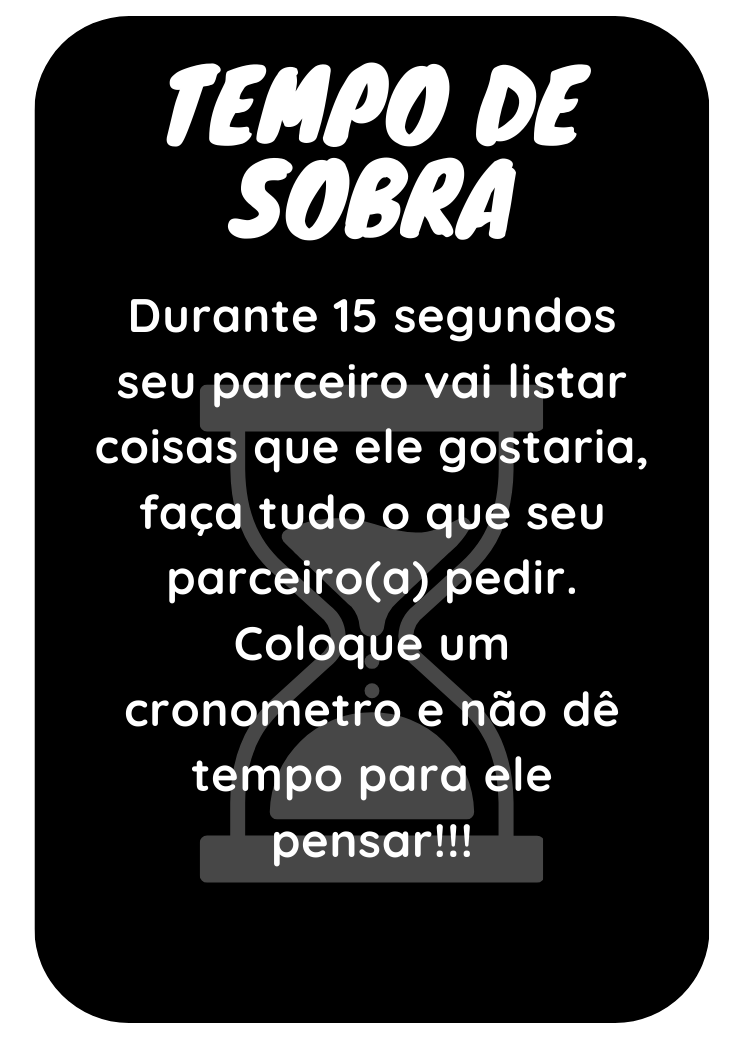 TEMPO DE
SOBRA
Durante 15 segundos
seu parceiro vai listar
coisas que ele gostaria,
faça tudo o que seu
parceiro(a) pedir.
Coloque um
cronometro e não dê
tempo para ele
pensar!!!